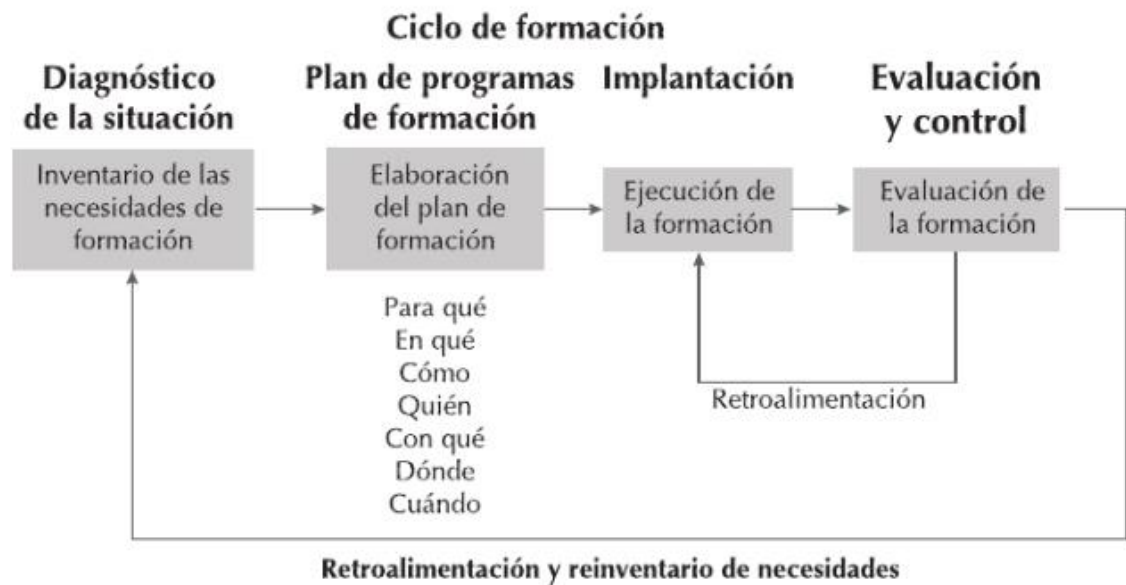 Ciclo de formación
Diagnóstico
de la situación
Plan de programas
de formación
Implantación
Evaluación
y control
Inventario de las
necesidades de
formación
Elaboración
del plan de
formación
Ejecución de
la formación
Evaluación de
la formación
Para qué
En qué
Cómo
Quién
Con qué
Dónde
Cuándo
Retroalimentación
Retroalimentación y reinventario de necesidades